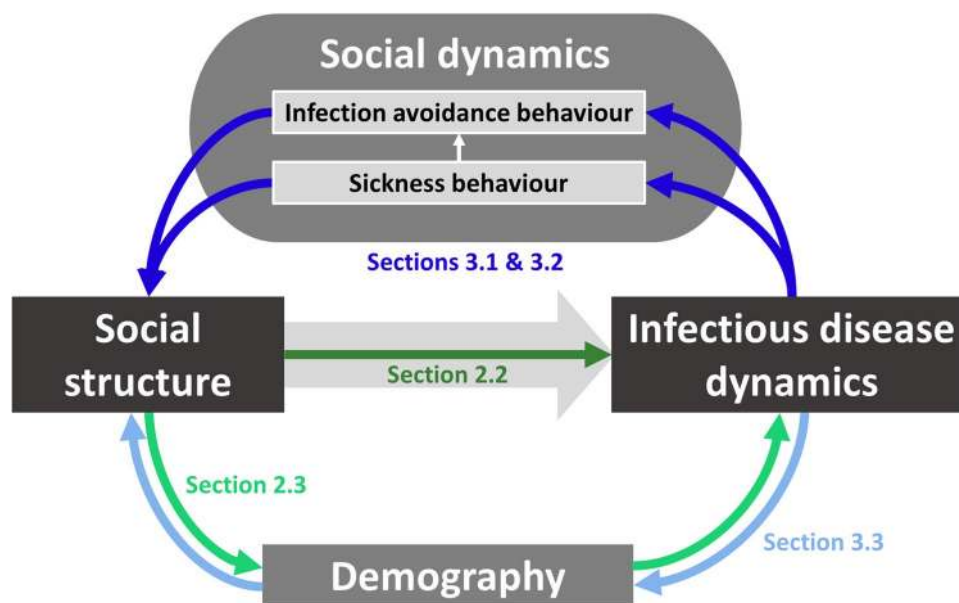 Social dynamics
Infection avoidance behaviour
Sickness behaviour
Sections 3.1 & 3.2
Social
structure
Section 2.2
Infectious disease
dynamics
Section 2.3
Section 3.3
Demography